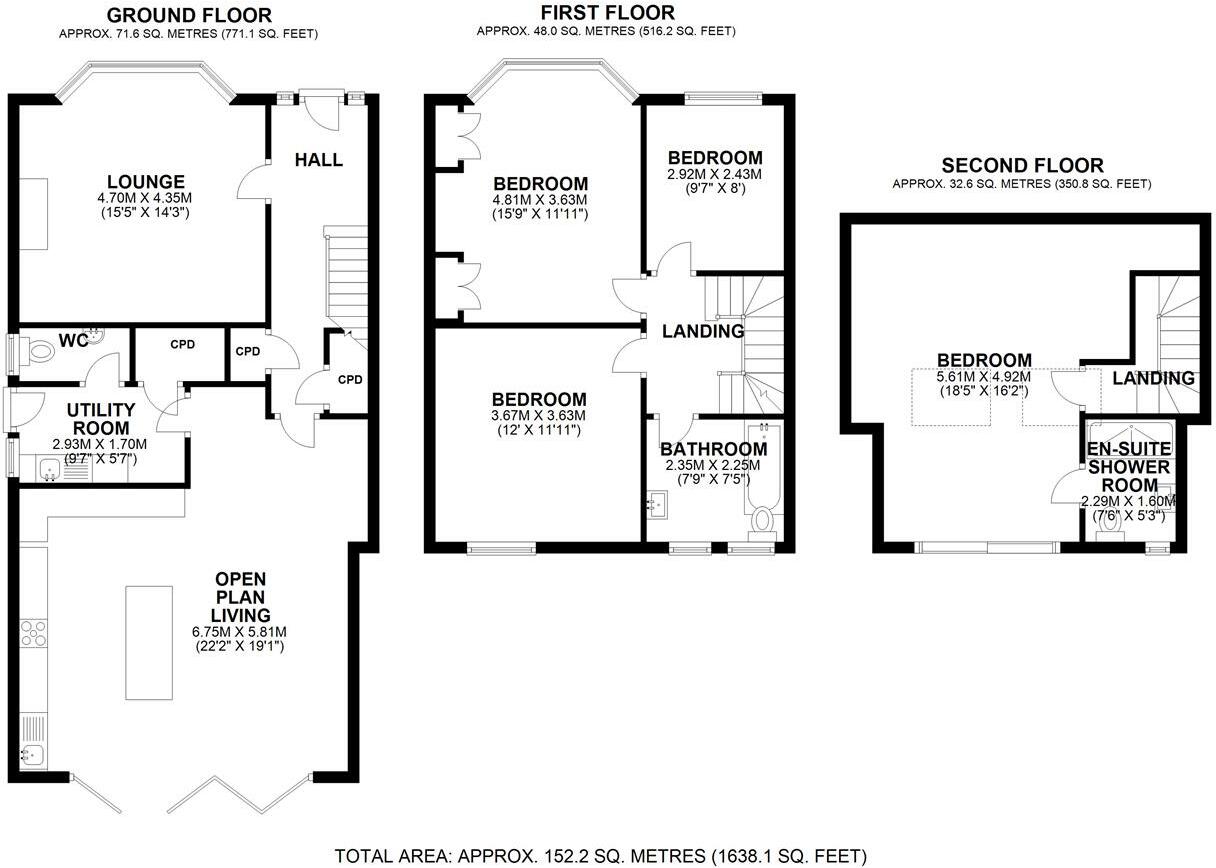 GROUND FLOOR
APPROX. 71.6 SQ. METRES (771.1 SQ. FEET)
HALL
LOUNGE
4.70M X 4.35M
(15'5" X 14'3")
WC
CPD
CPD
CPD
UTILITY
ROOM
2.93M X 1.70M
(9'7" X 5'7")
OPEN
PLAN
LIVING
6.75M X 5.81M
(22'2" X 19'1")
FIRST FLOOR
APPROX. 48.0 SQ. METRES (516.2 SQ. FEET)
BEDROOM
4.81M X 3.63M
(15'9" X 11'11")
BEDROOM
2.92M X 2.43M
(9'7" X 8')
LANDING
BEDROOM
3.67M X 3.63M
(12' X 11'11")
BATHROOM
2.35M X 2.25M
(7'9" X 7'5")
SECOND FLOOR
APPROX. 32.6 SQ. METRES (350.8 SQ. FEET)
BEDROOM
5.61M X 4.92M
(18'5" X 16'2")
LANDING
EN-SUITE
SHOWER
ROOM
2.29M X 1.60M
(7'6" X 5'3")
TOTAL AREA: APPROX. 152.2 SQ. METRES (1638.1 SQ. FEET)